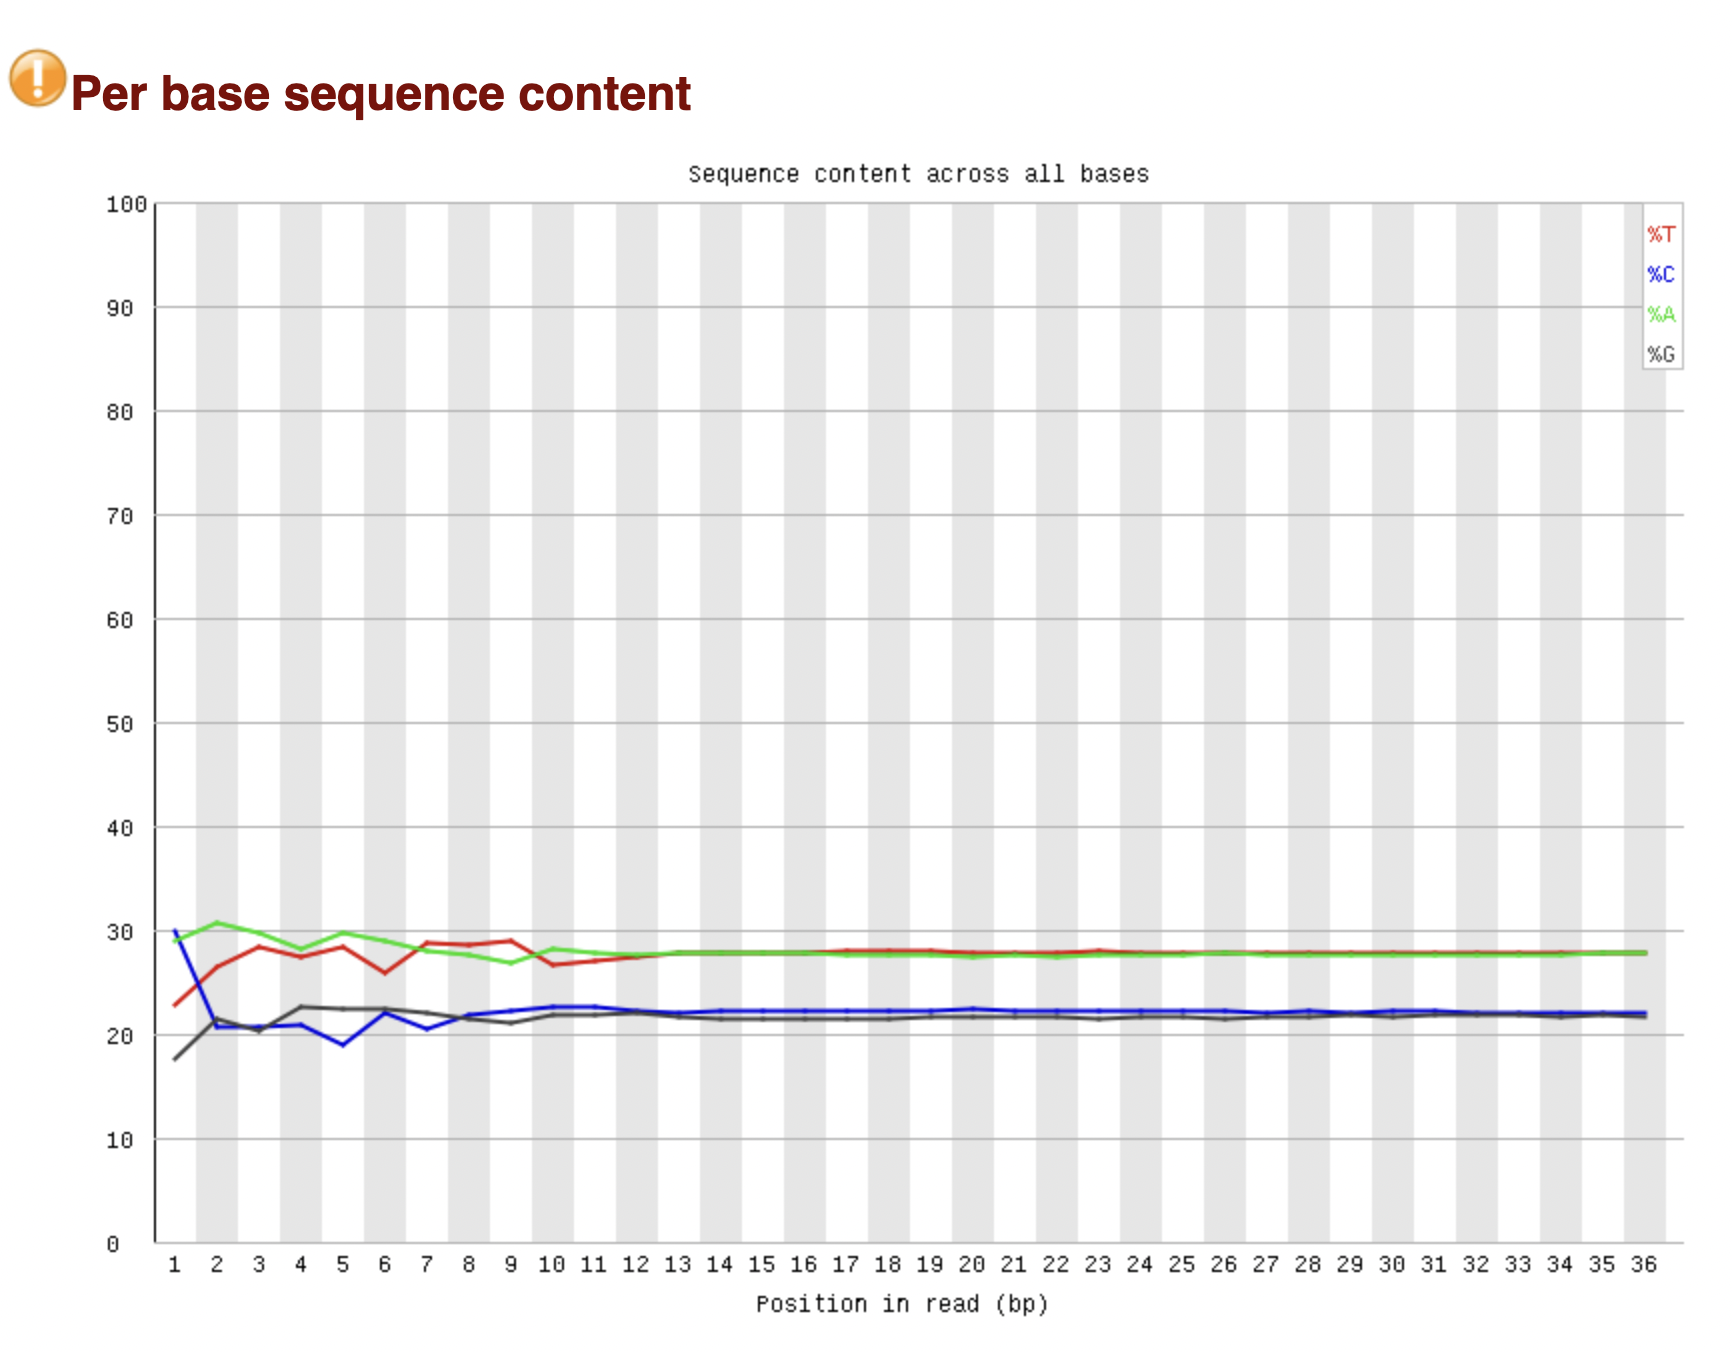 Per base sequence content
Sequence content across all bases
100
%T
%C
90
%A
%G
80
70
60
50
40
30
20
10
0
1 2 3 4 5 6 7 8 9 10 11 12 13 14 15 16 17 18 19 20 21 22 23 24 25 26 27 28 29 30 31 32 33 34 35 36
Position in read (bp)